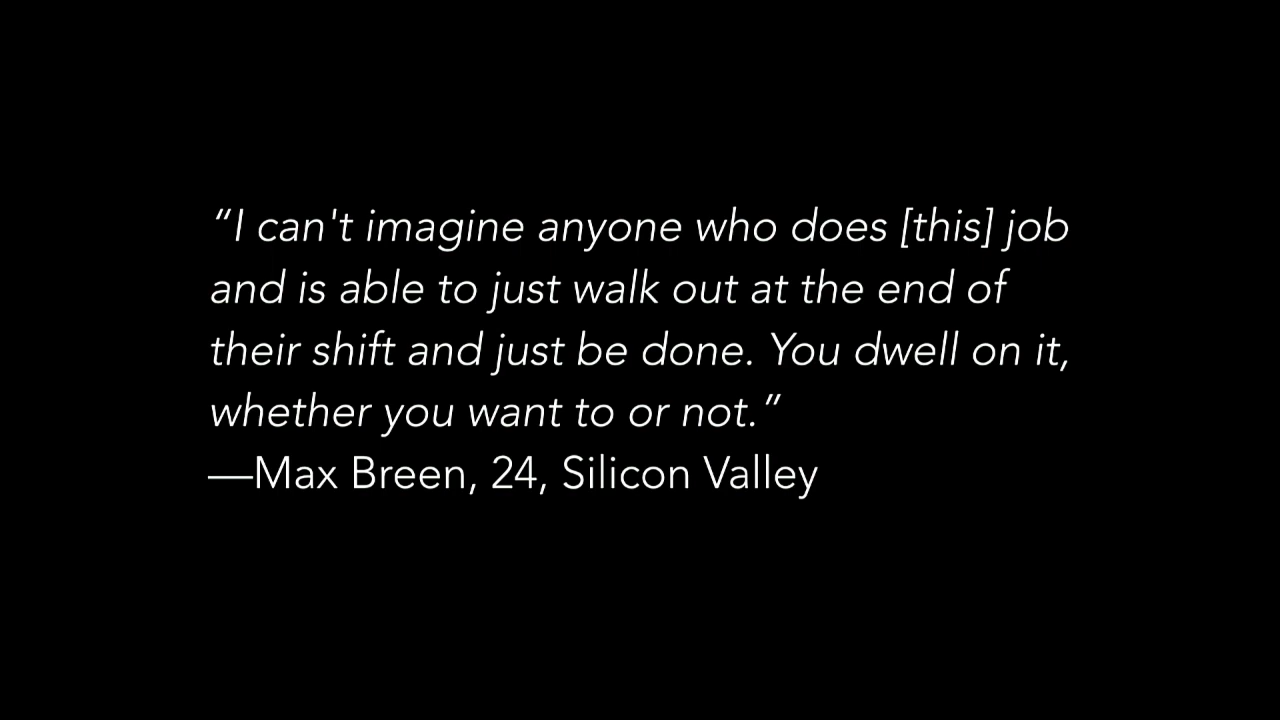 “I can't imagine anyone who does [this] job
and is able to just walk out at the end of
their shift and just be done. You dwell on it,
whether you want to or not.”
—Max Breen, 24, Silicon Valley